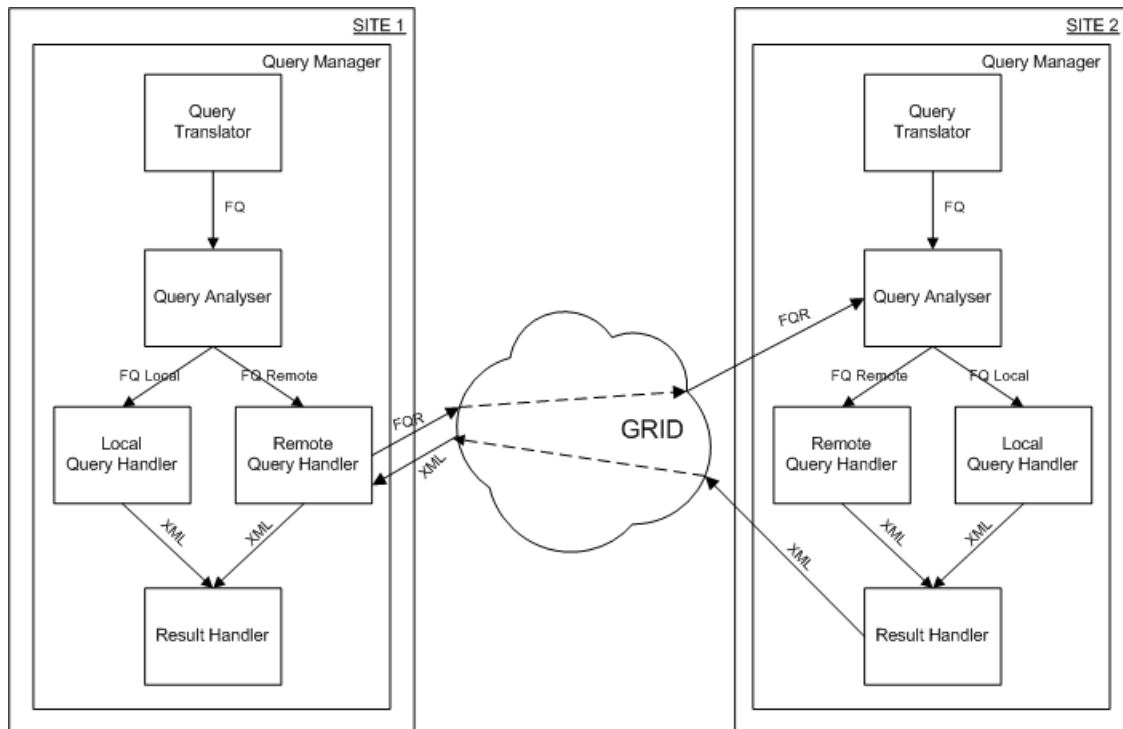 SITE 1
Query Manager
Query
Translator
FQ
Query Analyser
FQ Local
FQ Remote
Local
Query Handler
Remote
Query Handler
XML
XML
Result Handler
FQR
XML
GRID
FQR
XML
SITE 2
Query Manager
Query
Translator
FQ
Query Analyser
FQ Remote
FQ Local
Remote
Query Handler
Local
Query Handler
XML
XML
Result Handler